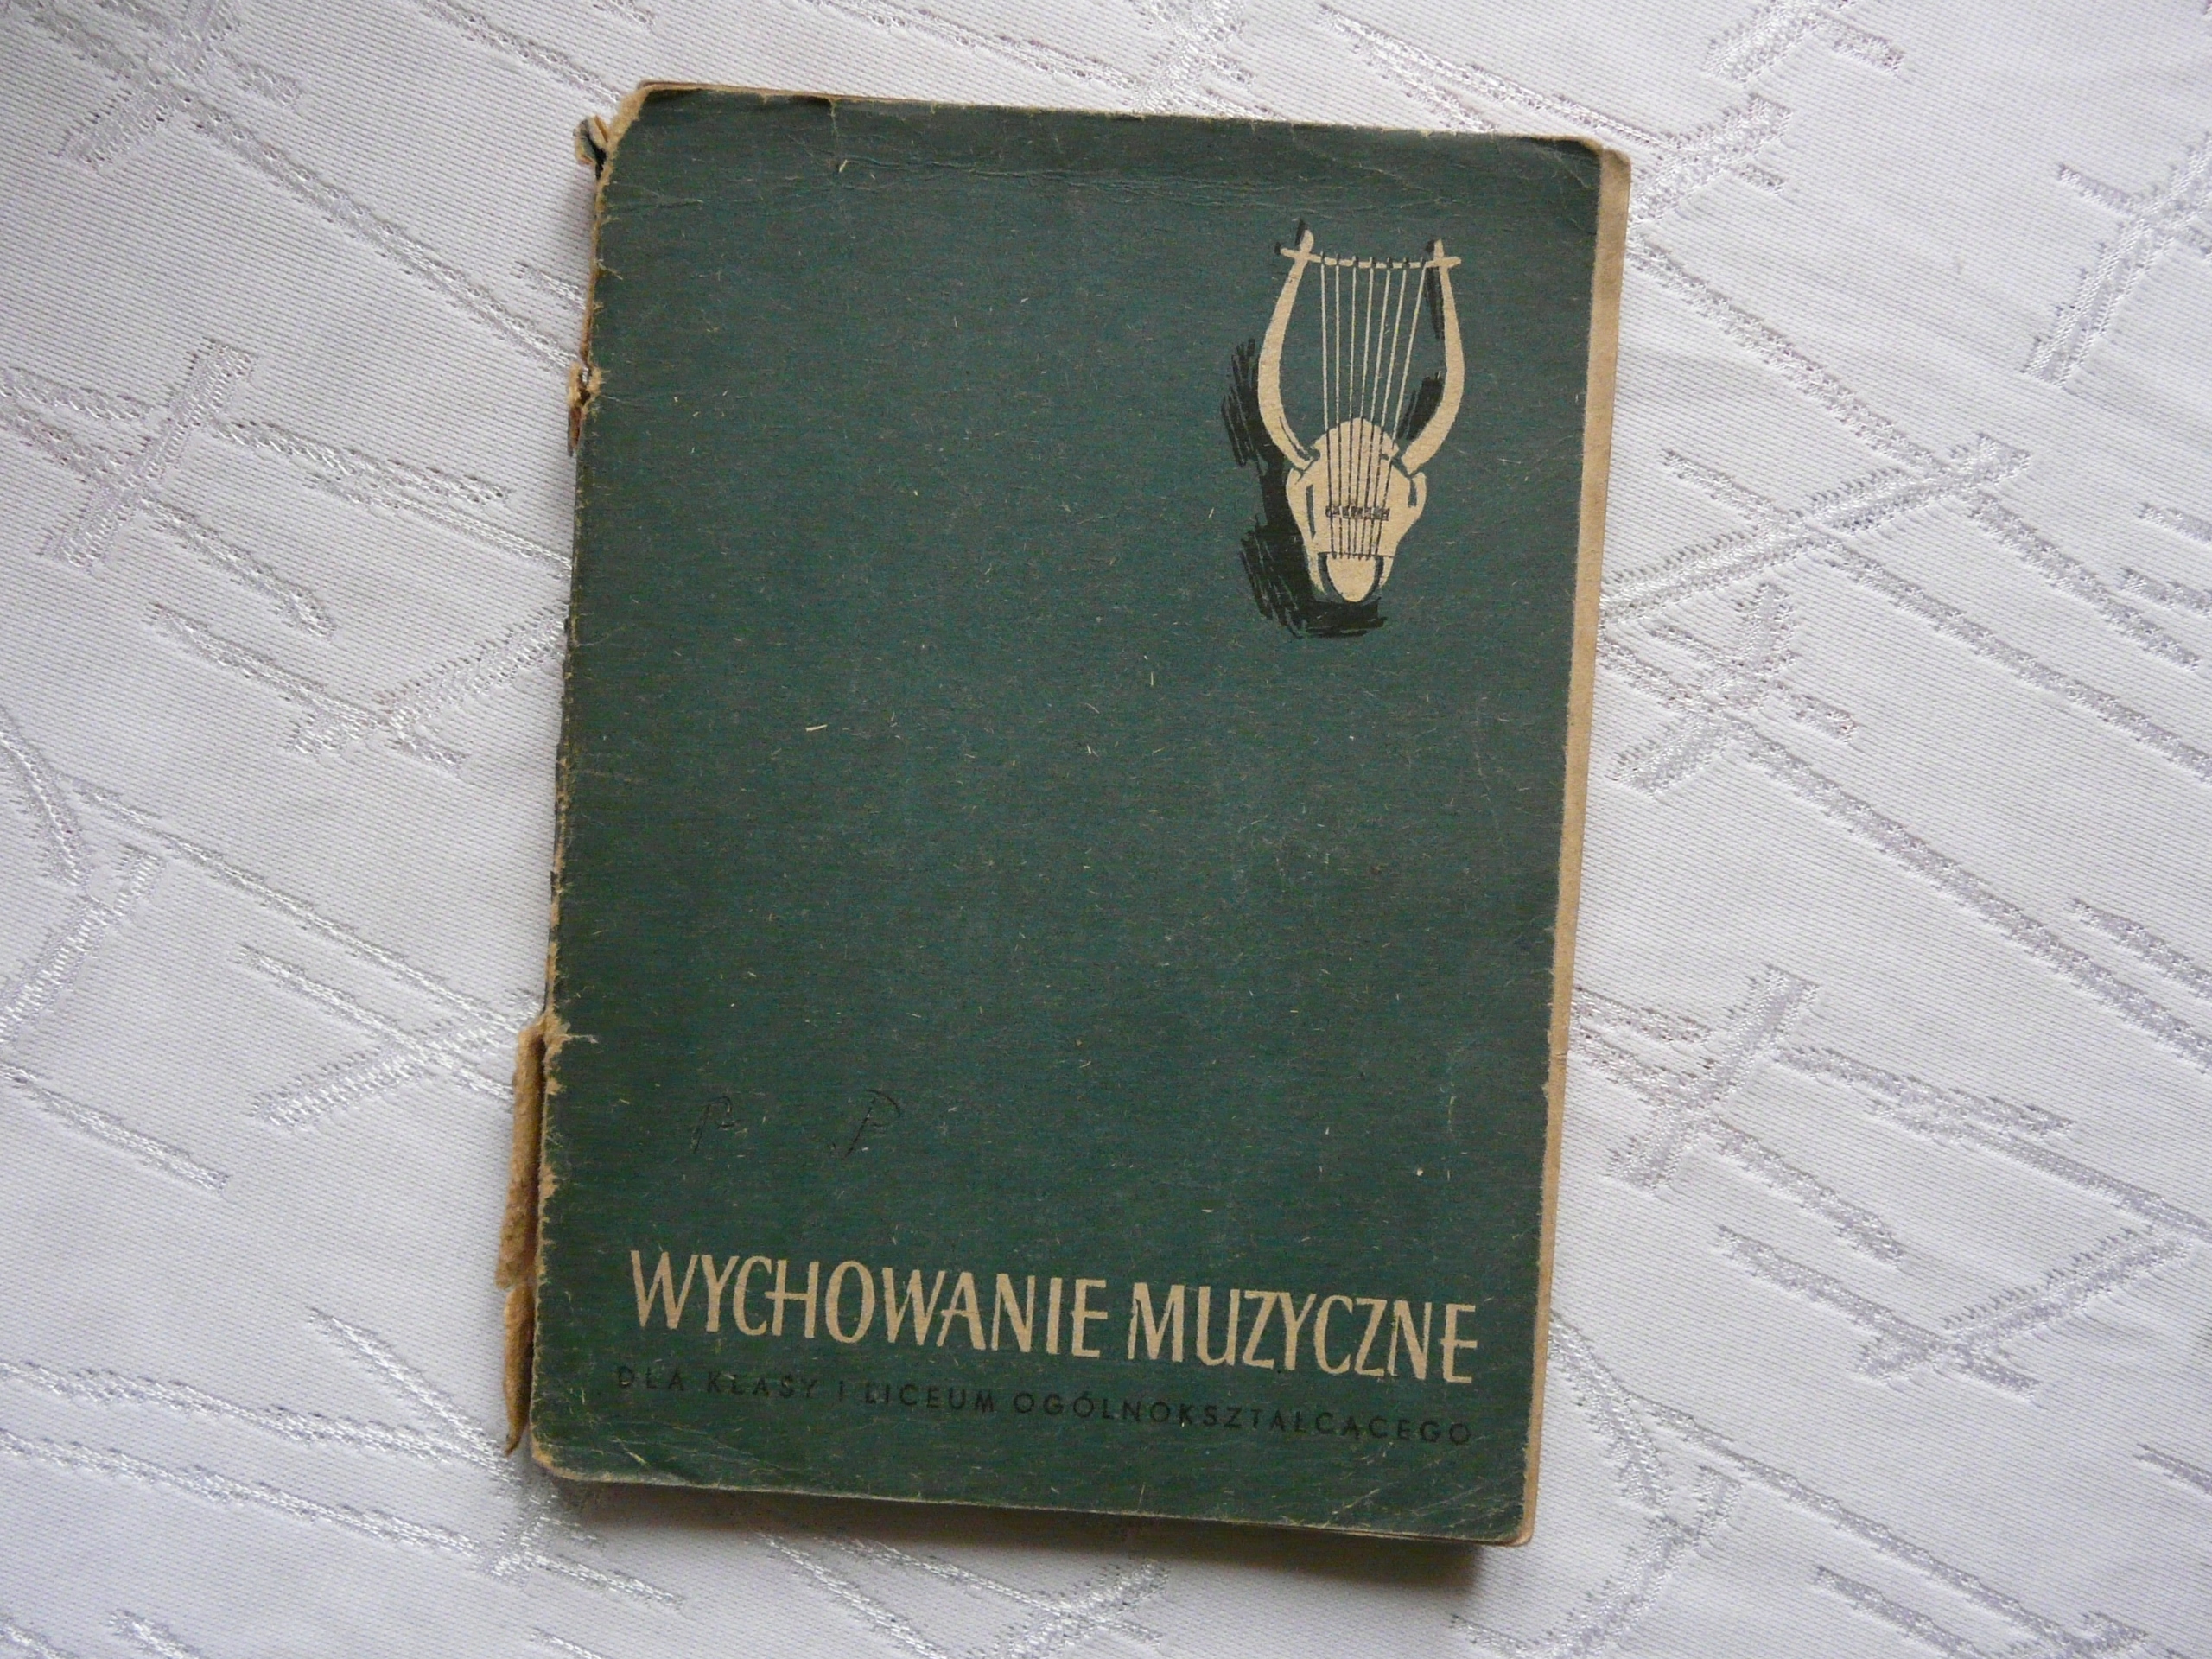 P P
WYCHOWANIE MUZYCZNE
DLA KLASY I LICEUM OGÓLNOKSZTAŁCĄCEGO